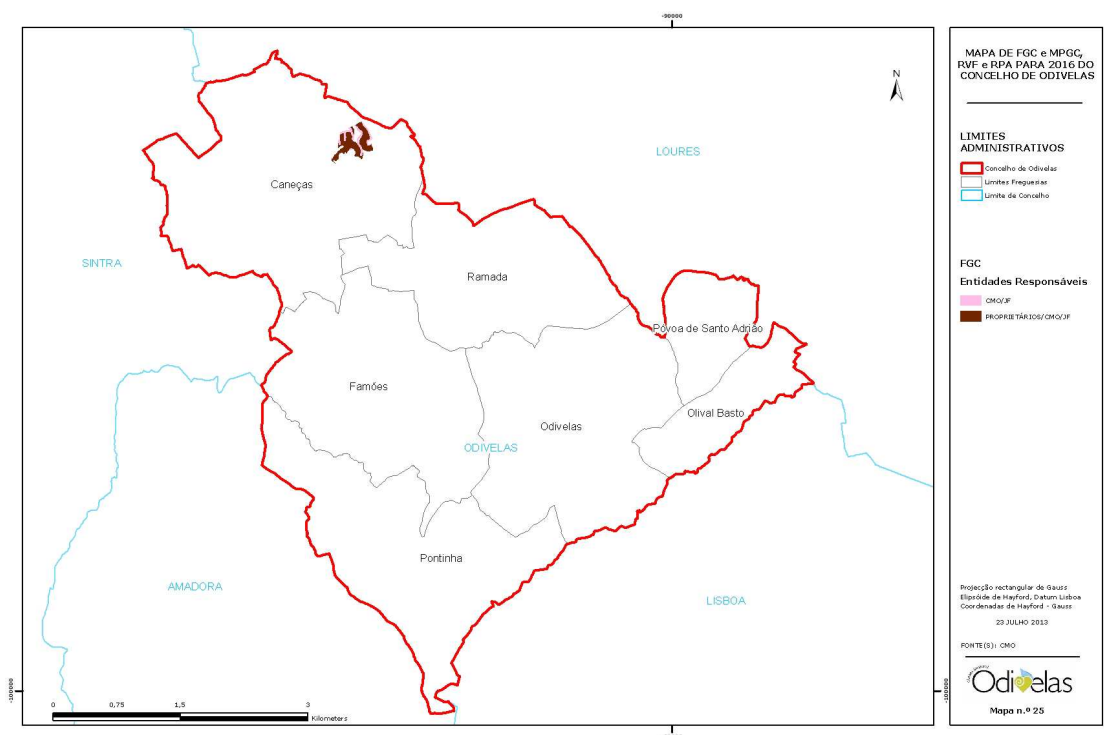 -90000
N
LOURES
Caneças
SINTRA
Ramada
Póvoa de Santo Adrião
Famões
Olival Basto
Odivelas
ODIVELAS
Pontinha
AMADORA
LISBOA
-100000
-100000
0 0,75 1,5 3
Kilometers
MAPA DE FGC e MPGC,
RVF e RPA PARA 2016 DO
CONCELHO DE ODIVELAS
LIMITES
ADMINISTRATIVOS
Concelho de Odivelas
Limites Freguesias
Limite de Concelho
FGC
Entidades Responsáveis
CMO/JF
PROPRIETÁRIOS/CMO/JF
Projecção rectangular de Gauss
Elipsóide de Hayford, Datum Lisboa
Coordenadas de Hayford - Gauss
23 JULHO 2013
FONTE(S): CMO
Odivelas
Mapa n.º 25